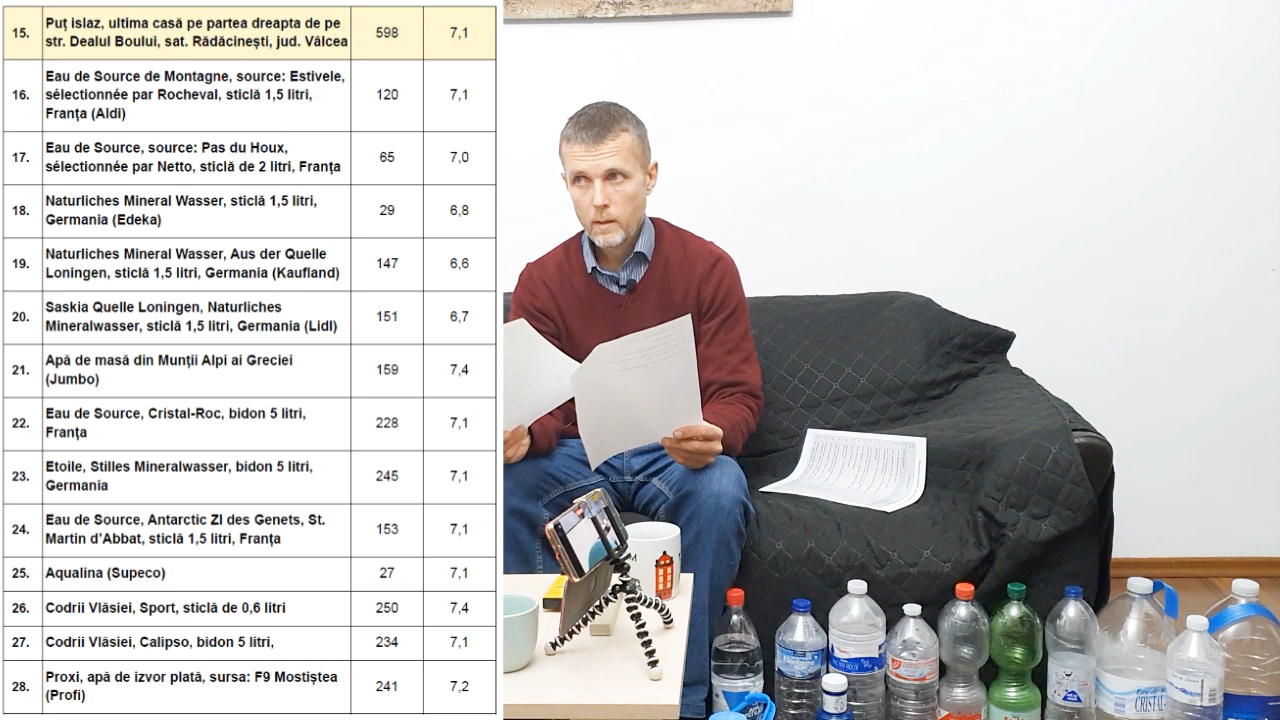 15. Puț islaz, ultima casă pe partea dreapta de pe 598 7,1
str. Dealul Boului, sat. Rădăcinești, jud. Vâlcea
16. Eau de Source de Montagne, source: Estivele, 120 7,1
sélectionnée par Rocheval, sticlă 1,5 litri,
Franța (Aldi)
17. Eau de Source, source: Pas du Houx, 65 7,0
sélectionnée par Netto, sticlă de 2 litri, Franța
18. Naturliches Mineral Wasser, sticlă 1,5 litri, 29 6,8
Germania (Edeka)
19. Naturliches Mineral Wasser, Aus der Quelle 147 6,6
Loningen, sticlă 1,5 litri, Germania (Kaufland)
20. Saskia Quelle Loningen, Naturliches 151 6,7
Mineralwasser, sticlă 1,5 litri, Germania (Lidl)
21. Apă de masă din Munții Alpi ai Greciei 159 7,4
(Jumbo)
22. Eau de Source, Cristal-Roc, bidon 5 litri, 228 7,1
Franța
23. Etoile, Stilles Mineralwasser, bidon 5 litri, 245 7,1
Germania
24. Eau de Source, Antarctic ZI des Genets, St. 153 7,1
Martin d'Abbat, sticlă 1,5 litri, Franța
25. Aqualina (Supeco) 27 7,1
26. Codrii Vlăsiei, Sport, sticlă de 0,6 litri 250 7,4
27. Codrii Vlăsiei, Calipso, bidon 5 litri, 234 7,1
28. Proxi, apă de izvor plată, sursa: F9 Mostiștea 241 7,2
(Profi)
CRISTAL